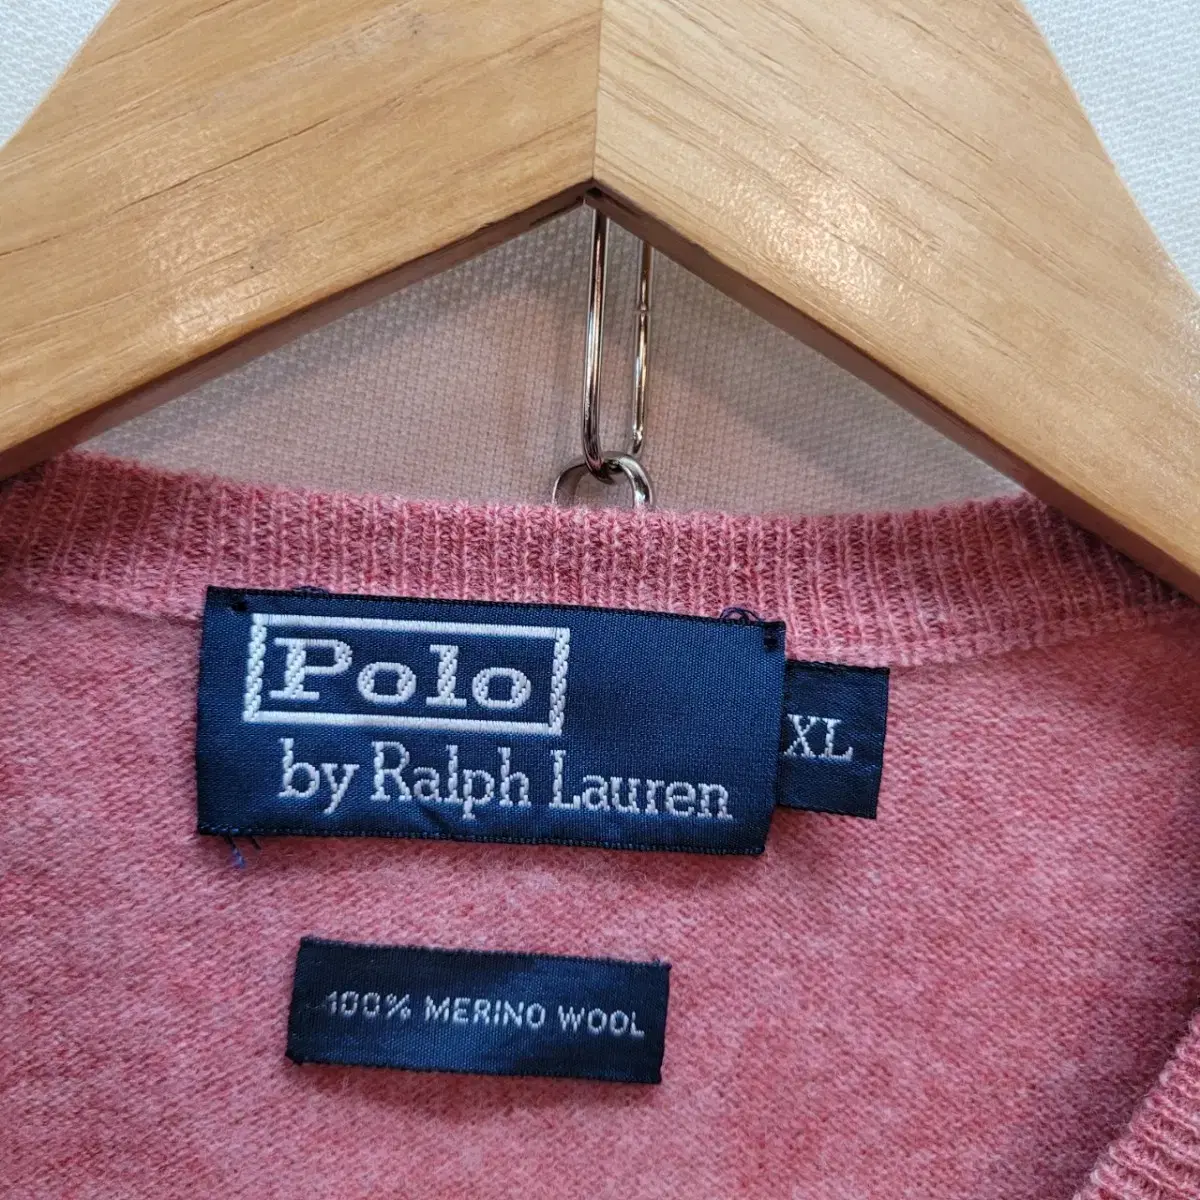 Polo
by Ralph Lauren
XL
100% MERINO WOOL